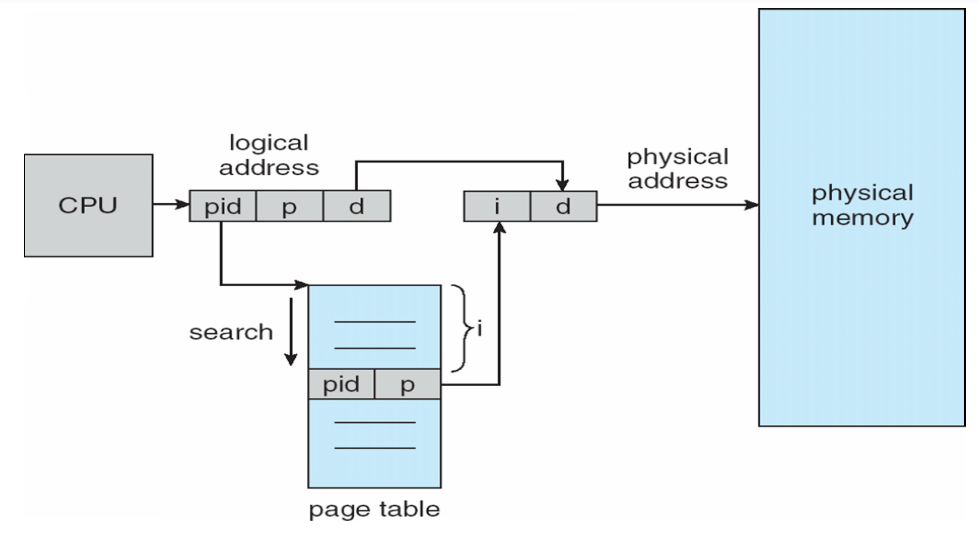 logical
address
physical
address
CPU
pid
p
d
i
d
physical
memory
search
i
pid
p
page table